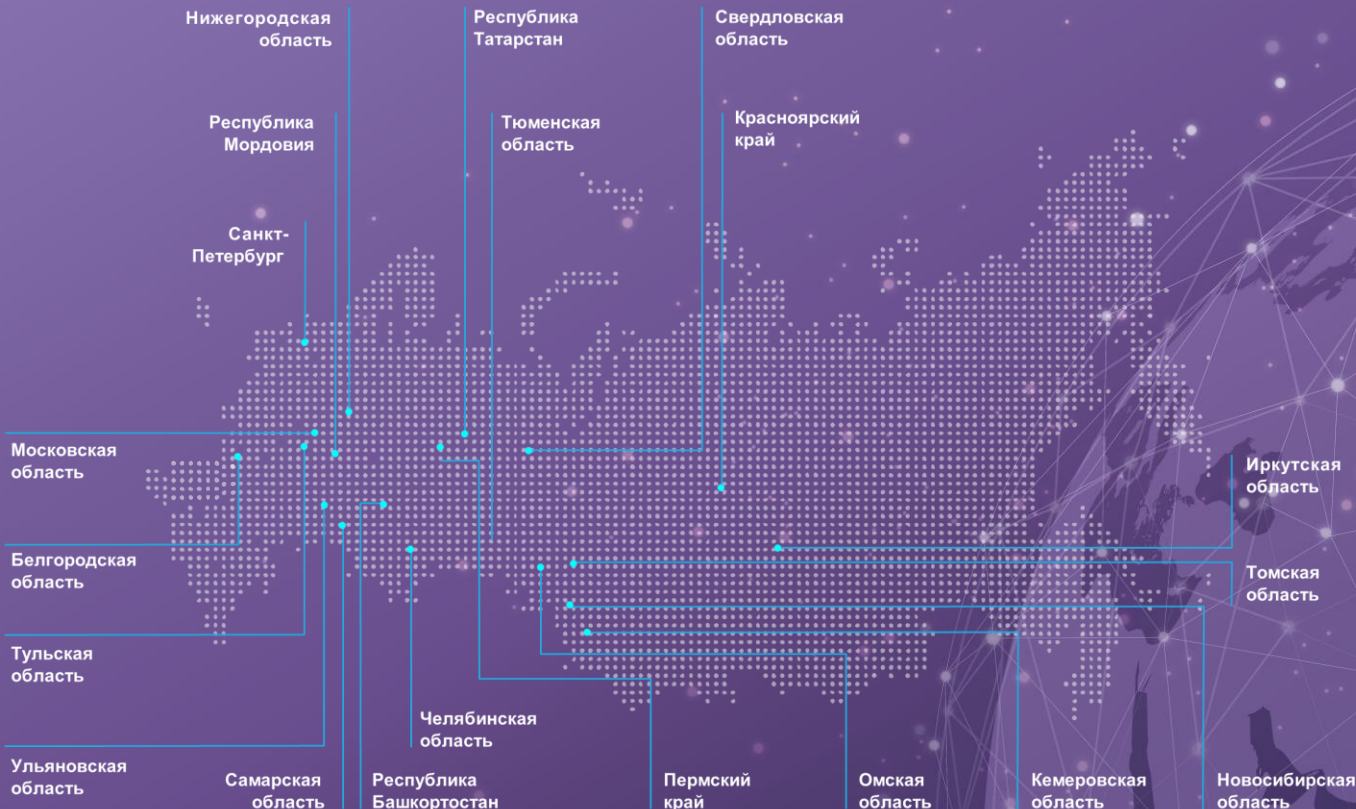 Нижегородская
область
Республика
Татарстан
Свердловская
область
Республика
Мордовия
Тюменская
область
Красноярский
край
Санкт-
Петербург
Московская
область
Иркутская
область
Белгородская
область
Томская
область
Тульская
область
Челябинская
область
Ульяновская
область
Самарская
область
Республика
Башкортостан
Пермский
край
Омская
область
Кемеровская
область
Новосибирская
область